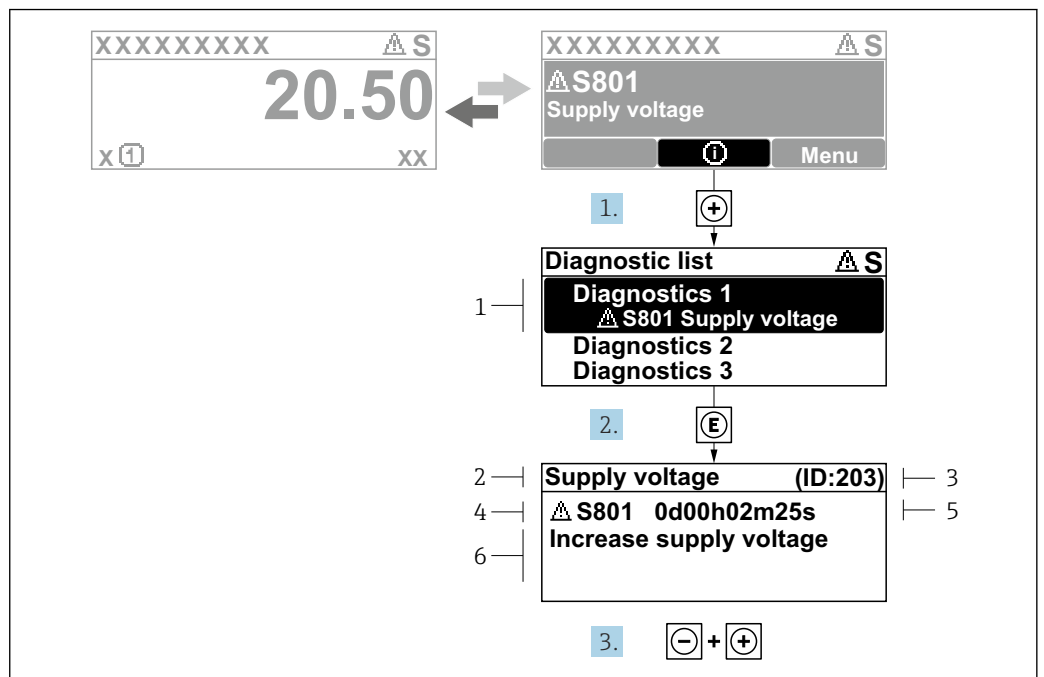 XXXXXXXXX ⚠ S
20.50
x ① XX
XXXXXXXXX ⚠ S
⚠ S801
Supply voltage
ⓘ Menu
1. +
Diagnostic list ⚠ S
1
Diagnostics 1
⚠ S801 Supply voltage
Diagnostics 2
Diagnostics 3
2. E
2 Supply voltage (ID:203) 3
4 ⚠ S801 0d00h02m25s 5
6 Increase supply voltage
3. − + +